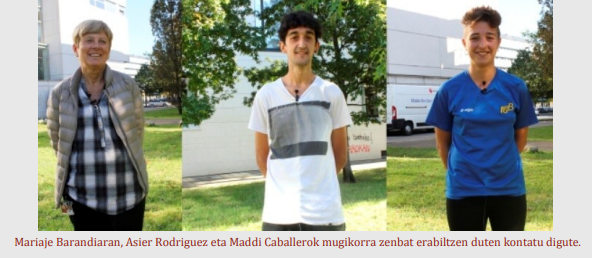 Mariaje Barandiaran, Asier Rodriguez eta Maddi Caballerok mugikorra zenbat erabiltzen duten kontatu digute.